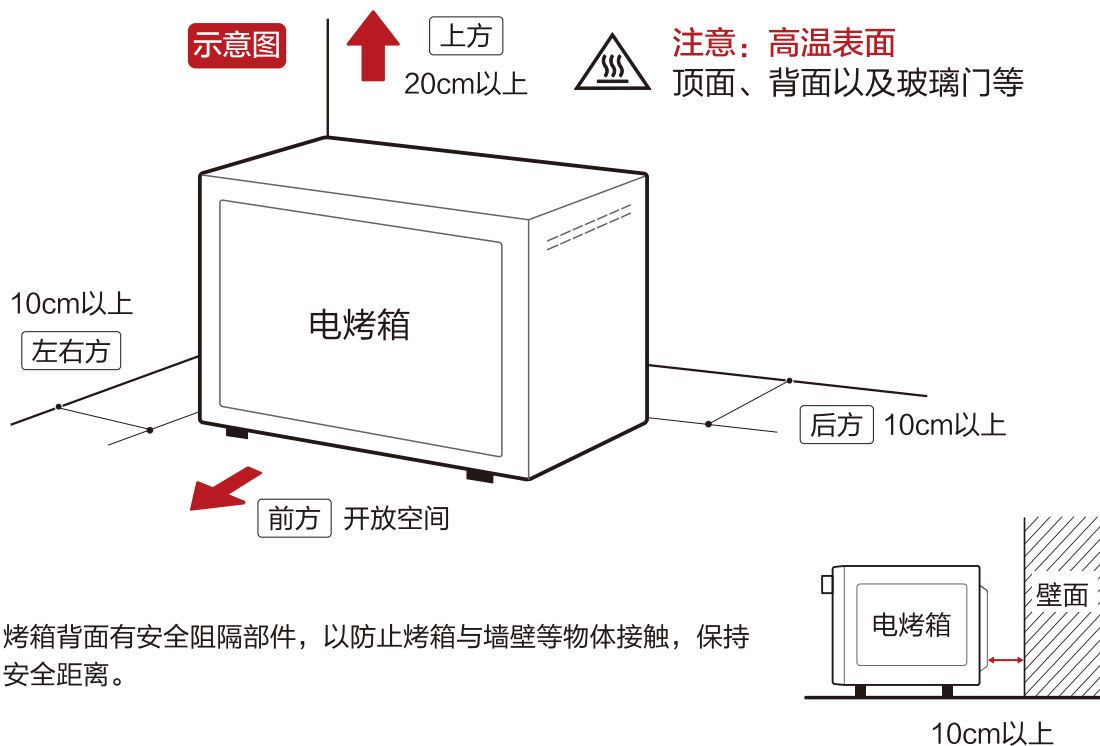 示意图
上方
20cm以上
注意：高温表面
顶面、背面以及玻璃门等
电烤箱
10cm以上
左右方
后方 10cm以上
前方 开放空间
烤箱背面有安全阻隔部件，以防止烤箱与墙壁等物体接触，保持
安全距离。
电烤箱
壁面
10cm以上